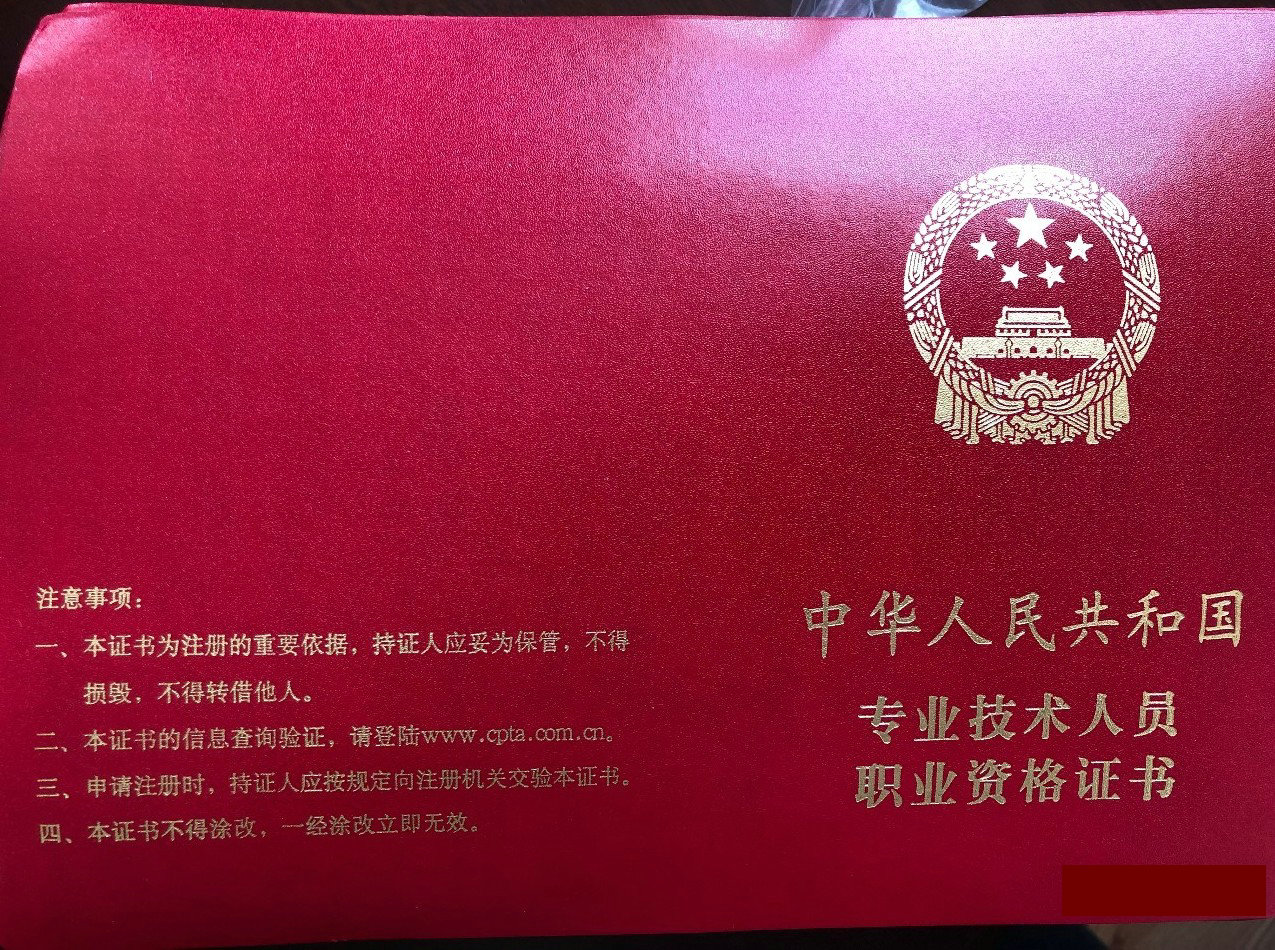 注意事项：
一、本证书为注册的重要依据，持证人应妥为保管，不得
损毁，不得转借他人。
二、本证书的信息查询验证，请登陆www.cpta.com.cn。
三、申请注册时，持证人应按规定向注册机关交验本证书。
四、本证书不得涂改，一经涂改立即无效。
中华人民共和国
专业技术人员
职业资格证书